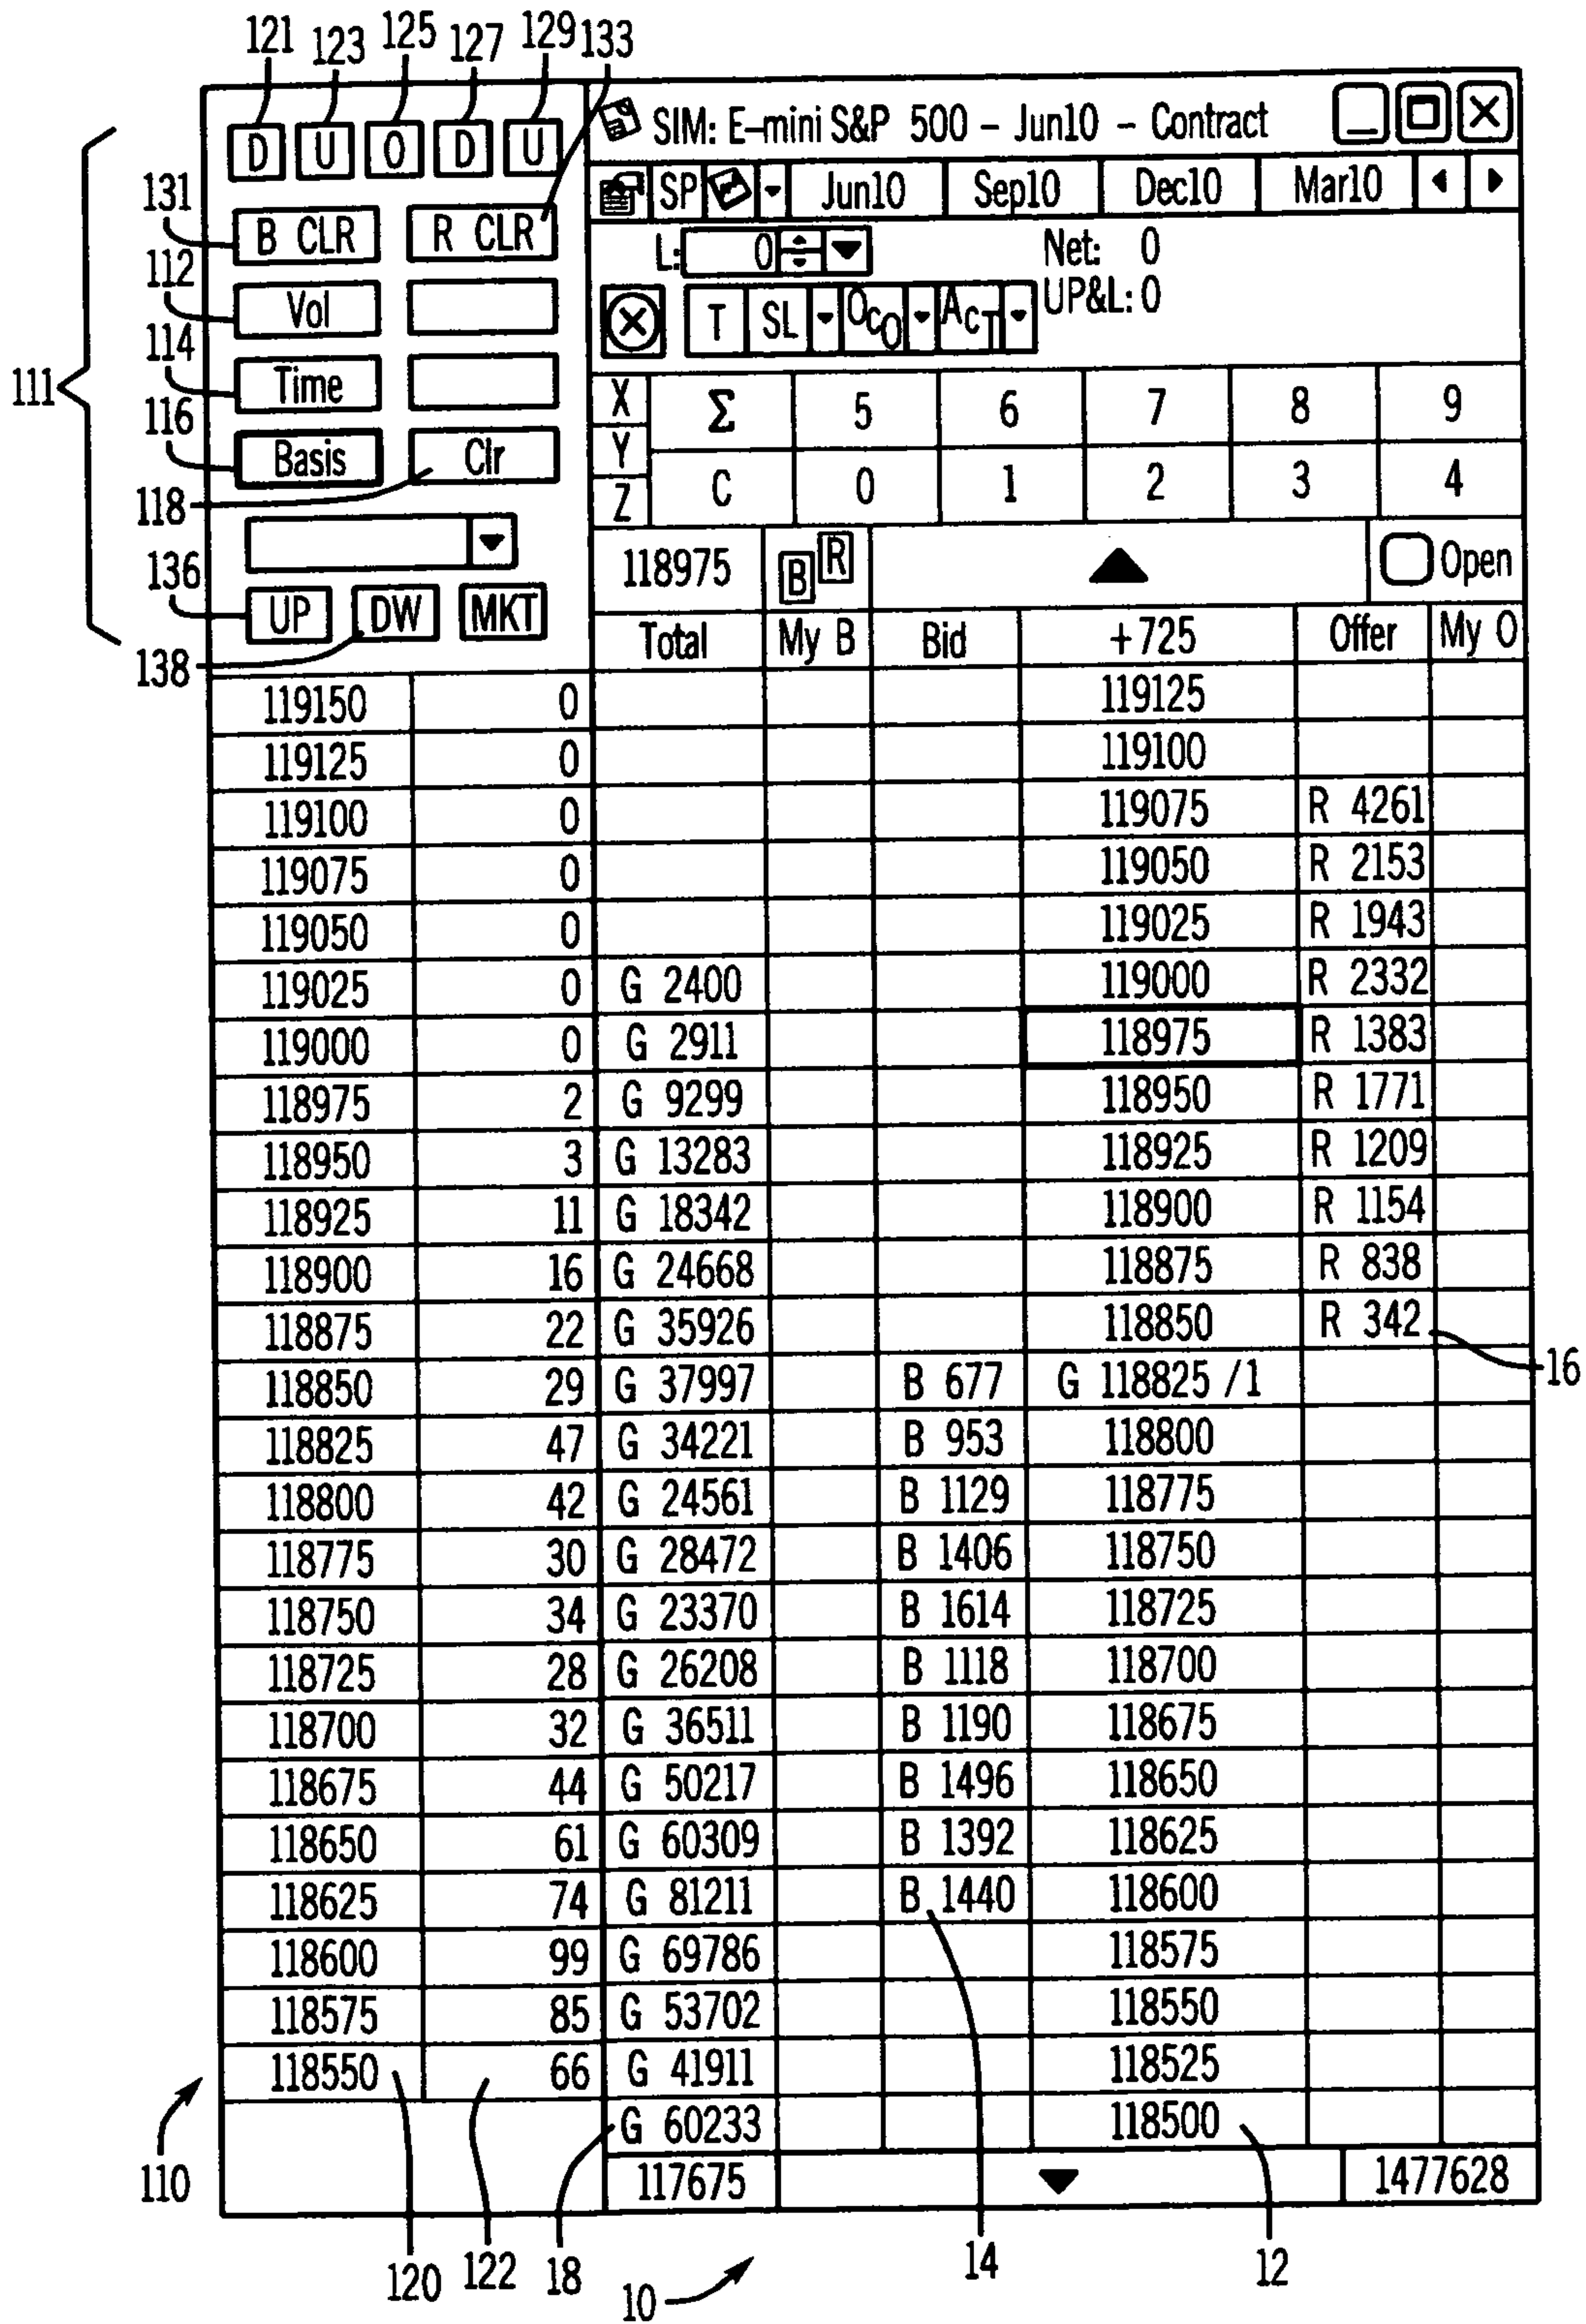 121 123 125 127 129 133
D U O D U
SIM: E-mini S&P 500 - Jun10 - Contract
SP Jun10 Sep10 Dec10 Mar10
131 B CLR R CLR
L: 0 Net: 0
112 Vol
T SL OCO ACT UP&L: 0
114 Time
111
116 Basis Clr
X Σ 5 6 7 8 9
Y
Z C 0 1 2 3 4
118
118975 B R Open
136 UP DW MKT
138
Total My B Bid +725 Offer My O
119150 0 119125
119125 0 119100
119100 0 119075 R 4261
119075 0 119050 R 2153
119050 0 119025 R 1943
119025 0 G 2400 119000 R 2332
119000 0 G 2911 118975 R 1383
118975 2 G 9299 118950 R 1771
118950 3 G 13283 118925 R 1209
118925 11 G 18342 118900 R 1154
118900 16 G 24668 118875 R 838
118875 22 G 35926 118850 R 342
16
118850 29 G 37997 B 677 G 118825 /1
118825 47 G 34221 B 953 118800
118800 42 G 24561 B 1129 118775
118775 30 G 28472 B 1406 118750
118750 34 G 23370 B 1614 118725
118725 28 G 26208 B 1118 118700
118700 32 G 36511 B 1190 118675
118675 44 G 50217 B 1496 118650
118650 61 G 60309 B 1392 118625
118625 74 G 81211 B 1440 118600
118600 99 G 69786 118575
118575 85 G 53702 118550
118550 66 G 41911 118525
G 60233 118500
110 117675 1477628
120 122 18 10 14 12